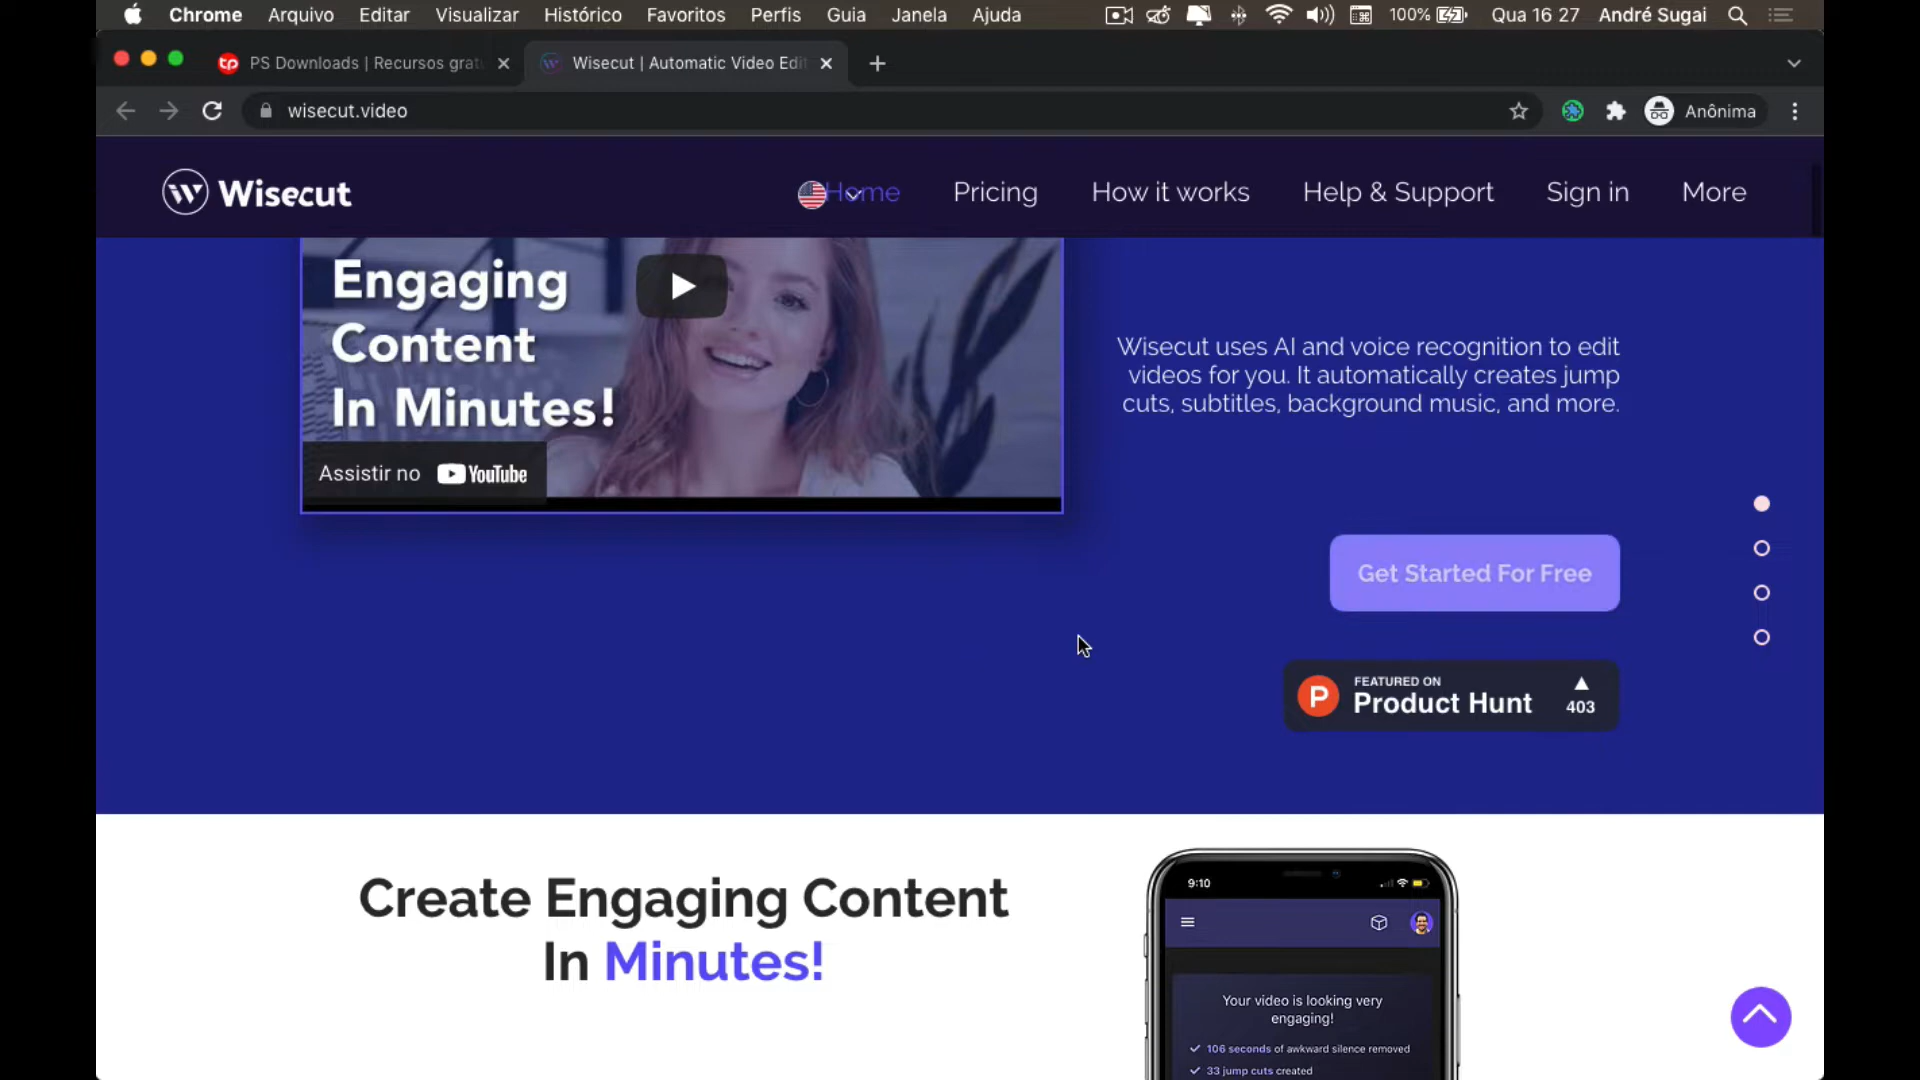 Chrome Arquivo Editar Visualizar Histórico Favoritos Perfis Guia Janela Ajuda 100% Qua 16 27 André Sugai
PS Downloads | Recursos grat
Wisecut | Automatic Video Edi
wisecut.video
Anônima
Wisecut
Home Pricing How it works Help & Support Sign in More
Engaging
Content
In Minutes!
Assistir no YouTube
Wisecut uses AI and voice recognition to edit
videos for you. It automatically creates jump
cuts, subtitles, background music, and more.
Get Started For Free
FEATURED ON
Product Hunt
403
Create Engaging Content
In Minutes!
9:10
Your video is looking very
engaging!
106 seconds of awkward silence removed
33 jump cuts created